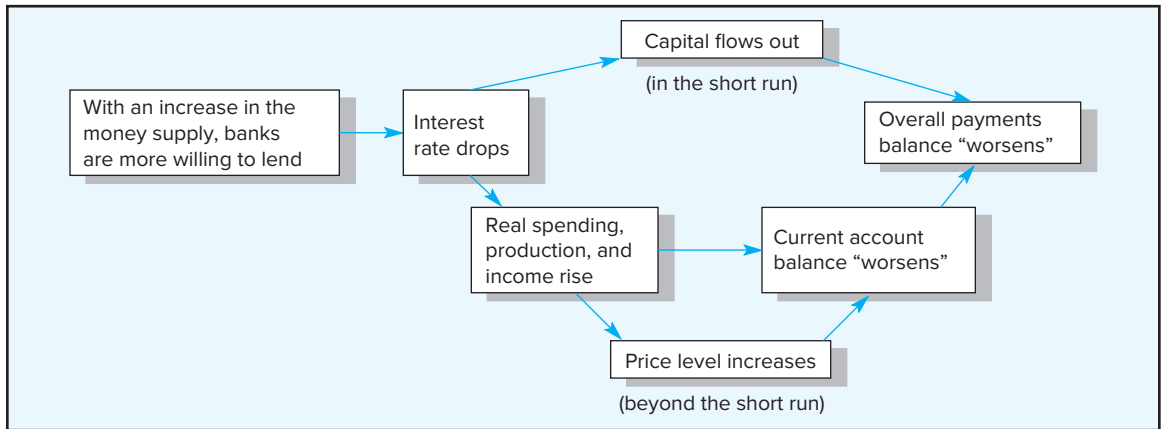 Capital flows out
(in the short run)
With an increase in the
money supply, banks
are more willing to lend
Interest
rate drops
Overall payments
balance “worsens”
Real spending,
production, and
income rise
Current account
balance “worsens”
Price level increases
(beyond the short run)